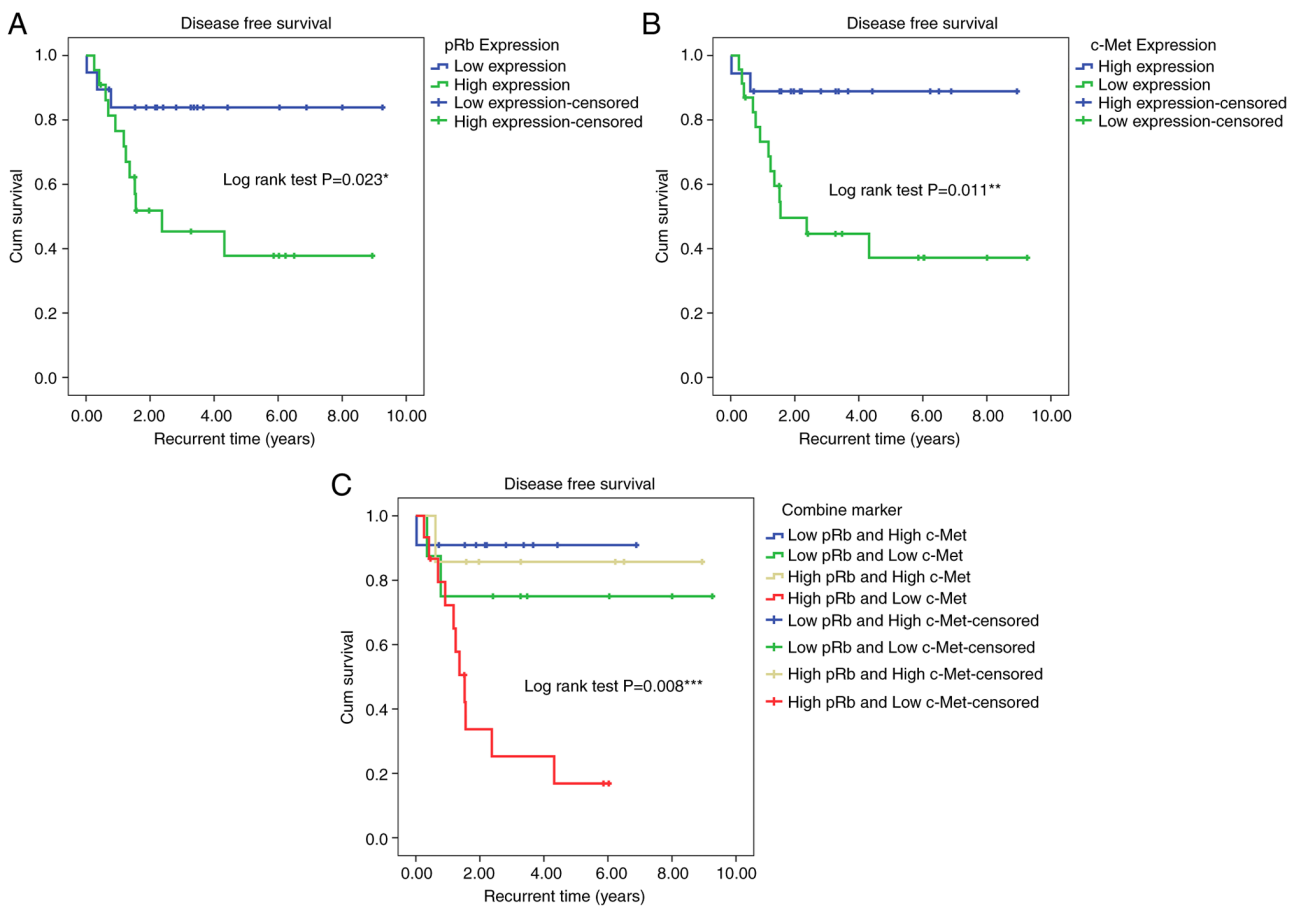 A
Disease free survival
pRb Expression
Low expression
High expression
Low expression-censored
High expression-censored
1.0
0.8
0.6
0.4
0.2
0.0
Cum survival
Log rank test P=0.023*
0.00 2.00 4.00 6.00 8.00 10.00
Recurrent time (years)
B
Disease free survival
c-Met Expression
High expression
Low expression
High expression-censored
Low expression-censored
1.0
0.8
0.6
0.4
0.2
0.0
Cum survival
Log rank test P=0.011**
0.00 2.00 4.00 6.00 8.00 10.00
Recurrent time (years)
C
Disease free survival
Combine marker
Low pRb and High c-Met
Low pRb and Low c-Met
High pRb and High c-Met
High pRb and Low c-Met
Low pRb and High c-Met-censored
Low pRb and Low c-Met-censored
High pRb and High c-Met-censored
High pRb and Low c-Met-censored
1.0
0.8
0.6
0.4
0.2
0.0
Cum survival
Log rank test P=0.008***
0.00 2.00 4.00 6.00 8.00 10.00
Recurrent time (years)